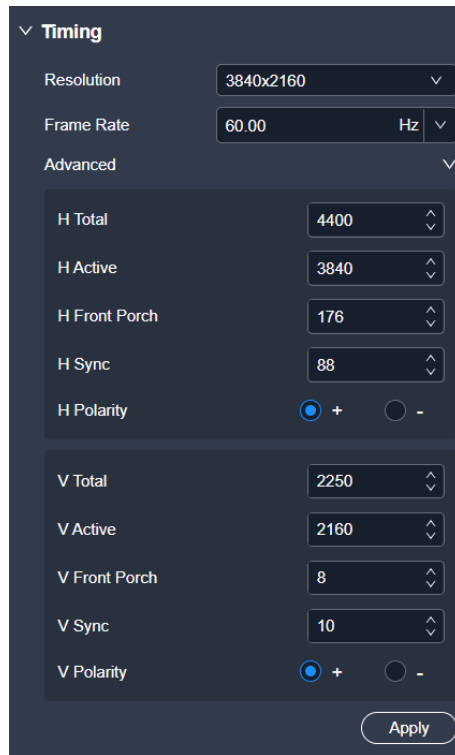 Timing
Resolution 3840x2160
Frame Rate 60.00 Hz
Advanced
H Total 4400
H Active 3840
H Front Porch 176
H Sync 88
H Polarity + -
V Total 2250
V Active 2160
V Front Porch 8
V Sync 10
V Polarity + -
Apply